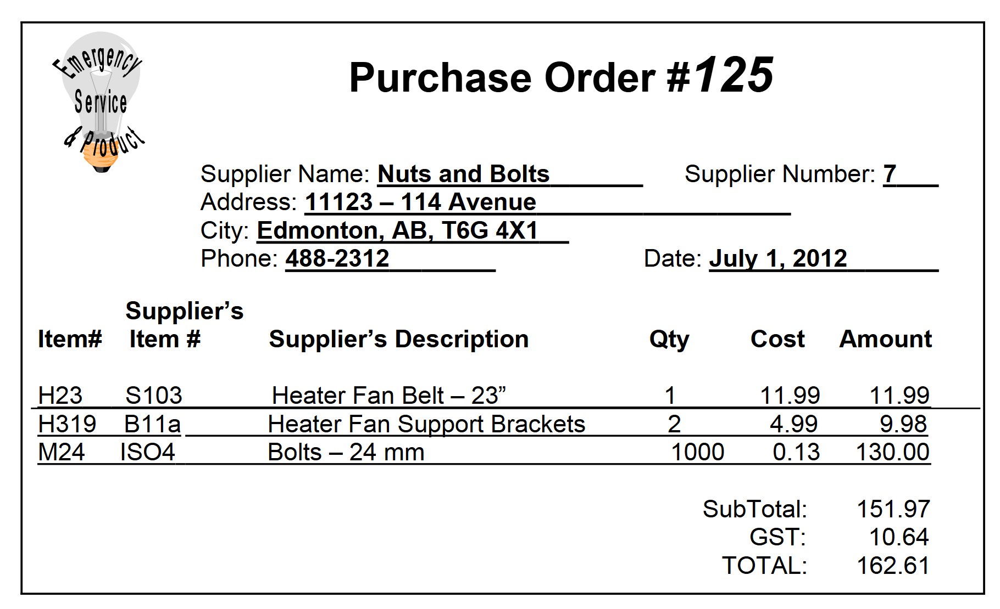 Emergency
Service
& Product
Purchase Order #125
Supplier Name: Nuts and Bolts Supplier Number: 7
Address: 11123 – 114 Avenue
City: Edmonton, AB, T6G 4X1
Phone: 488-2312 Date: July 1, 2012
Supplier’s
Item# Item # Supplier’s Description Qty Cost Amount
H23 S103 Heater Fan Belt – 23” 1 11.99 11.99
H319 B11a Heater Fan Support Brackets 2 4.99 9.98
M24 ISO4 Bolts – 24 mm 1000 0.13 130.00
SubTotal: 151.97
GST: 10.64
TOTAL: 162.61